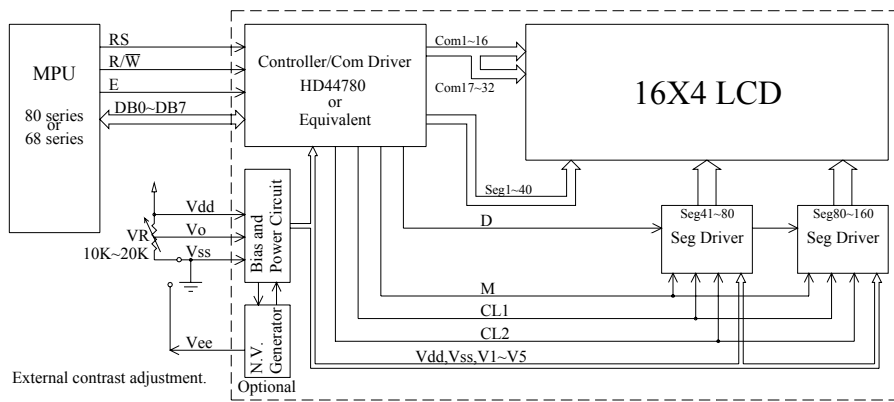 MPU
80 series
or
68 series
RS
R/W̅
E
DB0~DB7
Controller/Com Driver
HD44780
or
Equivalent
Com1~16
Com17~32
16X4 LCD
Seg1~40
Seg41~80
Seg Driver
Seg80~160
Seg Driver
D
M
CL1
CL2
Vdd,Vss,V1~V5
VR
10K~20K
Vdd
Vo
Vss
Vee
Bias and
Power Circuit
N.V.
Generator
Optional
External contrast adjustment.